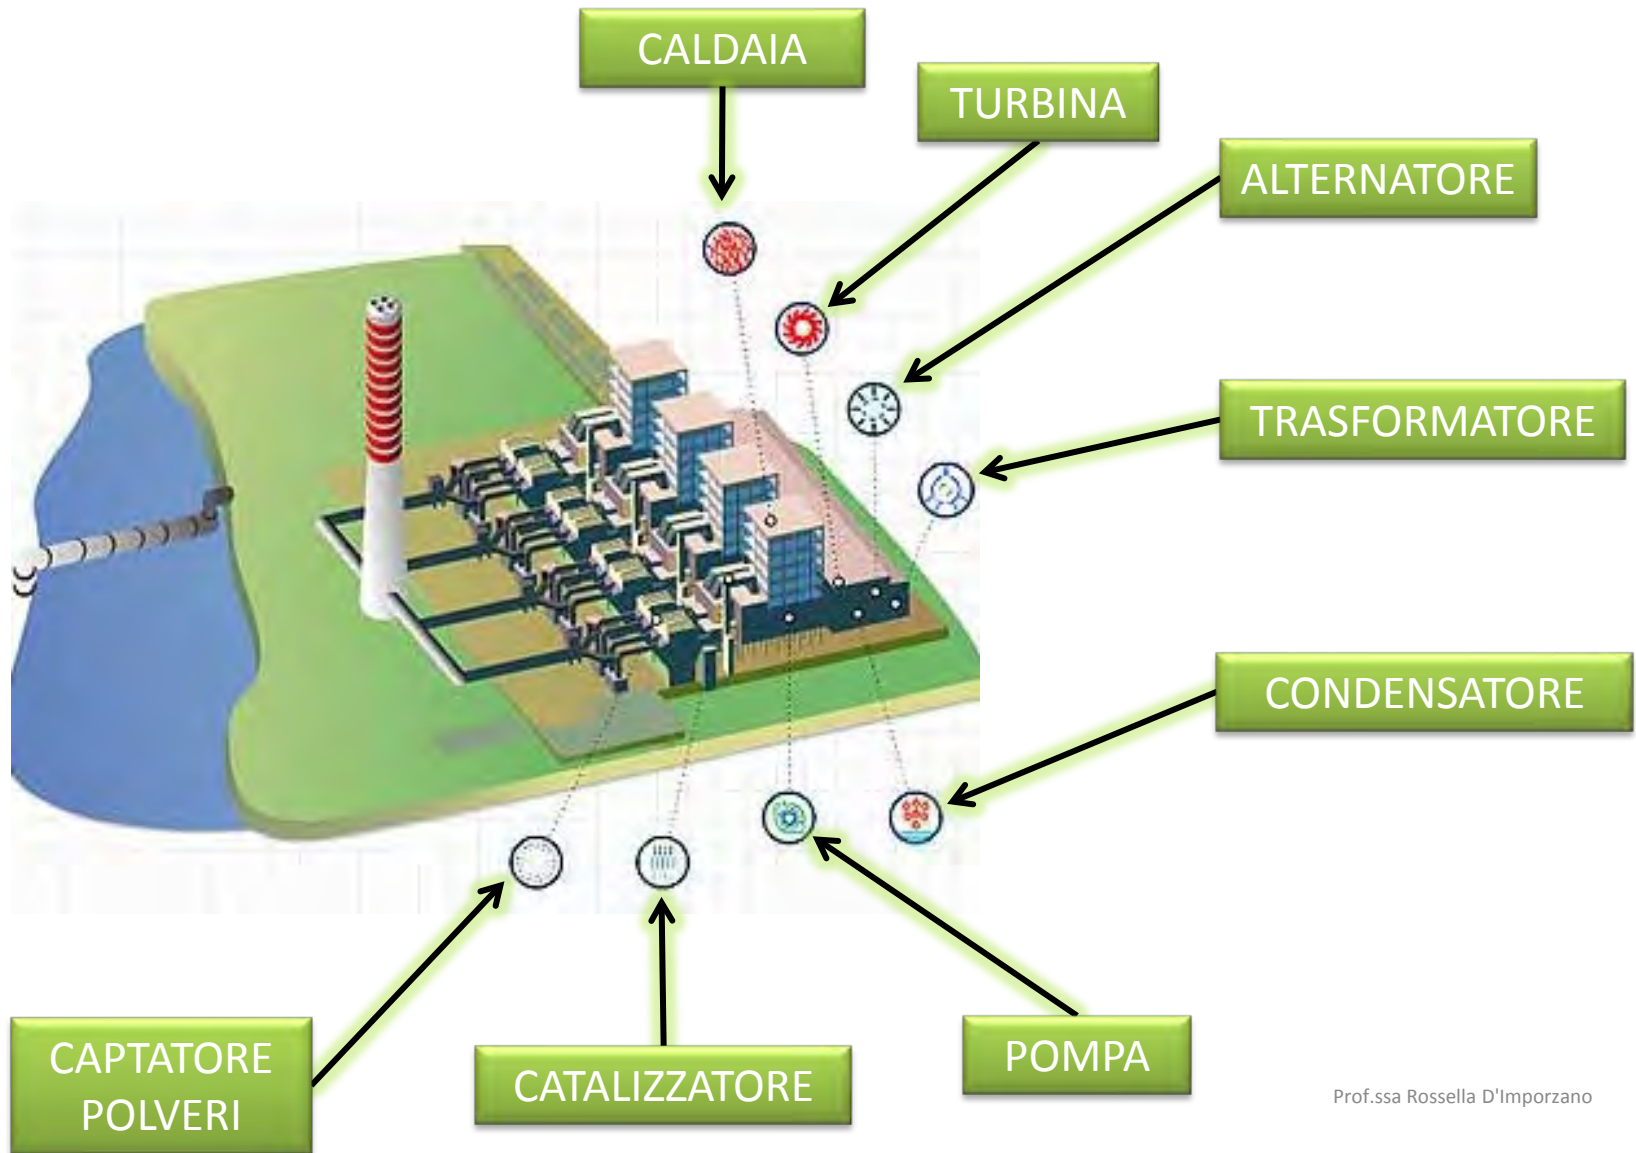 CALDAIA
TURBINA
ALTERNATORE
TRASFORMATORE
CONDENSATORE
POMPA
CATALIZZATORE
CAPTATORE
POLVERI
Prof.ssa Rossella D'Imporzano